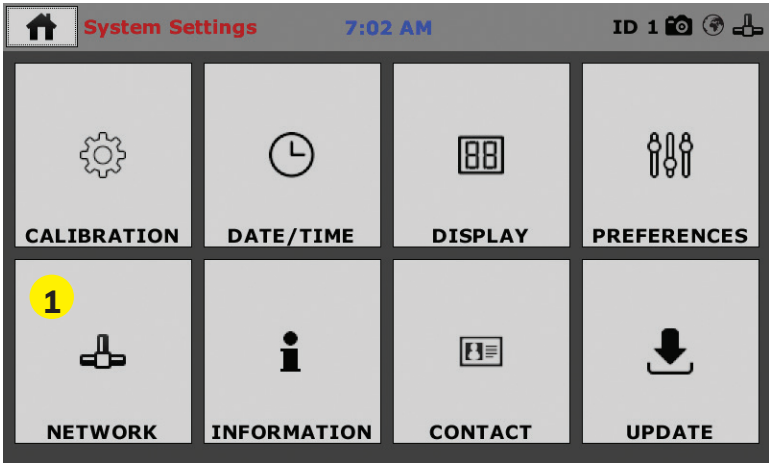 System Settings 7:02 AM ID 1
CALIBRATION DATE/TIME DISPLAY PREFERENCES
1
NETWORK INFORMATION CONTACT UPDATE